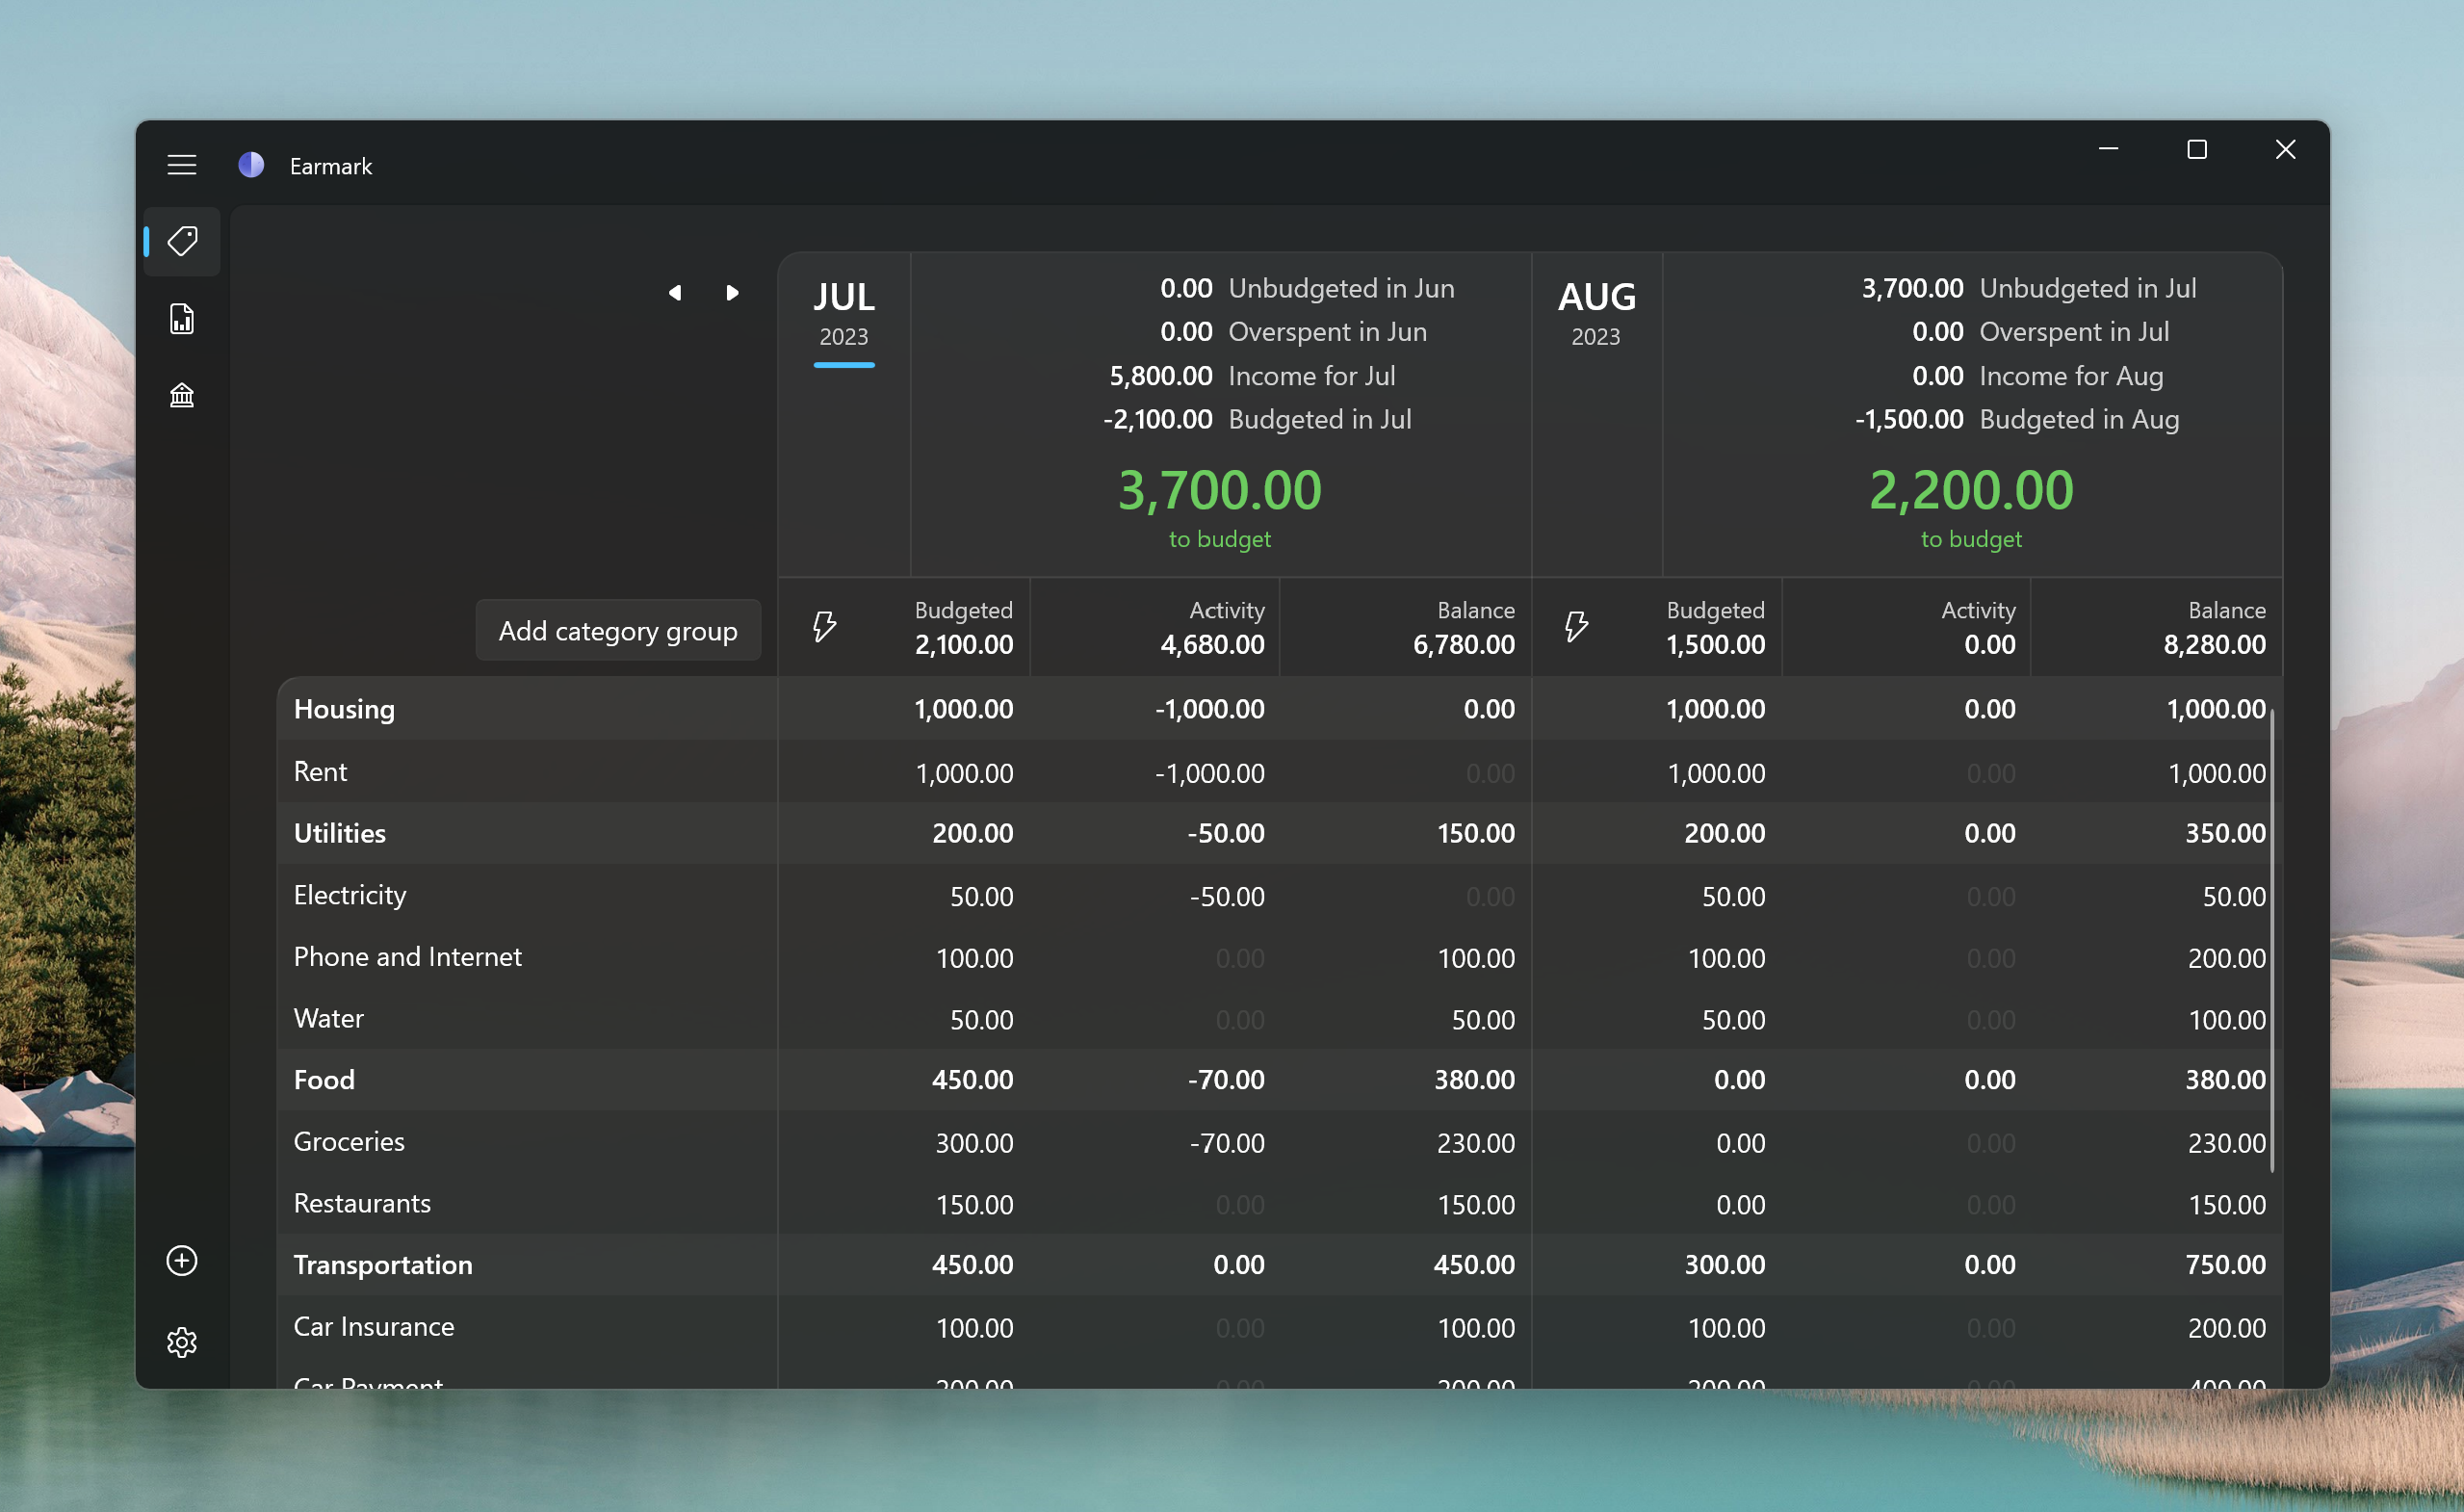 Earmark
JUL
2023
0.00 Unbudgeted in Jun
0.00 Overspent in Jun
5,800.00 Income for Jul
-2,100.00 Budgeted in Jul
3,700.00
to budget
AUG
2023
3,700.00 Unbudgeted in Jul
0.00 Overspent in Jul
0.00 Income for Aug
-1,500.00 Budgeted in Aug
2,200.00
to budget
Add category group
Budgeted Activity Balance Budgeted Activity Balance
2,100.00 4,680.00 6,780.00 1,500.00 0.00 8,280.00
Housing 1,000.00 -1,000.00 0.00 1,000.00 0.00 1,000.00
Rent 1,000.00 -1,000.00 0.00 1,000.00 0.00 1,000.00
Utilities 200.00 -50.00 150.00 200.00 0.00 350.00
Electricity 50.00 -50.00 0.00 50.00 0.00 50.00
Phone and Internet 100.00 0.00 100.00 100.00 0.00 200.00
Water 50.00 0.00 50.00 50.00 0.00 100.00
Food 450.00 -70.00 380.00 0.00 0.00 380.00
Groceries 300.00 -70.00 230.00 0.00 0.00 230.00
Restaurants 150.00 0.00 150.00 0.00 0.00 150.00
Transportation 450.00 0.00 450.00 300.00 0.00 750.00
Car Insurance 100.00 0.00 100.00 100.00 0.00 200.00
Car Payment 200.00 0.00 200.00 200.00 0.00 400.00